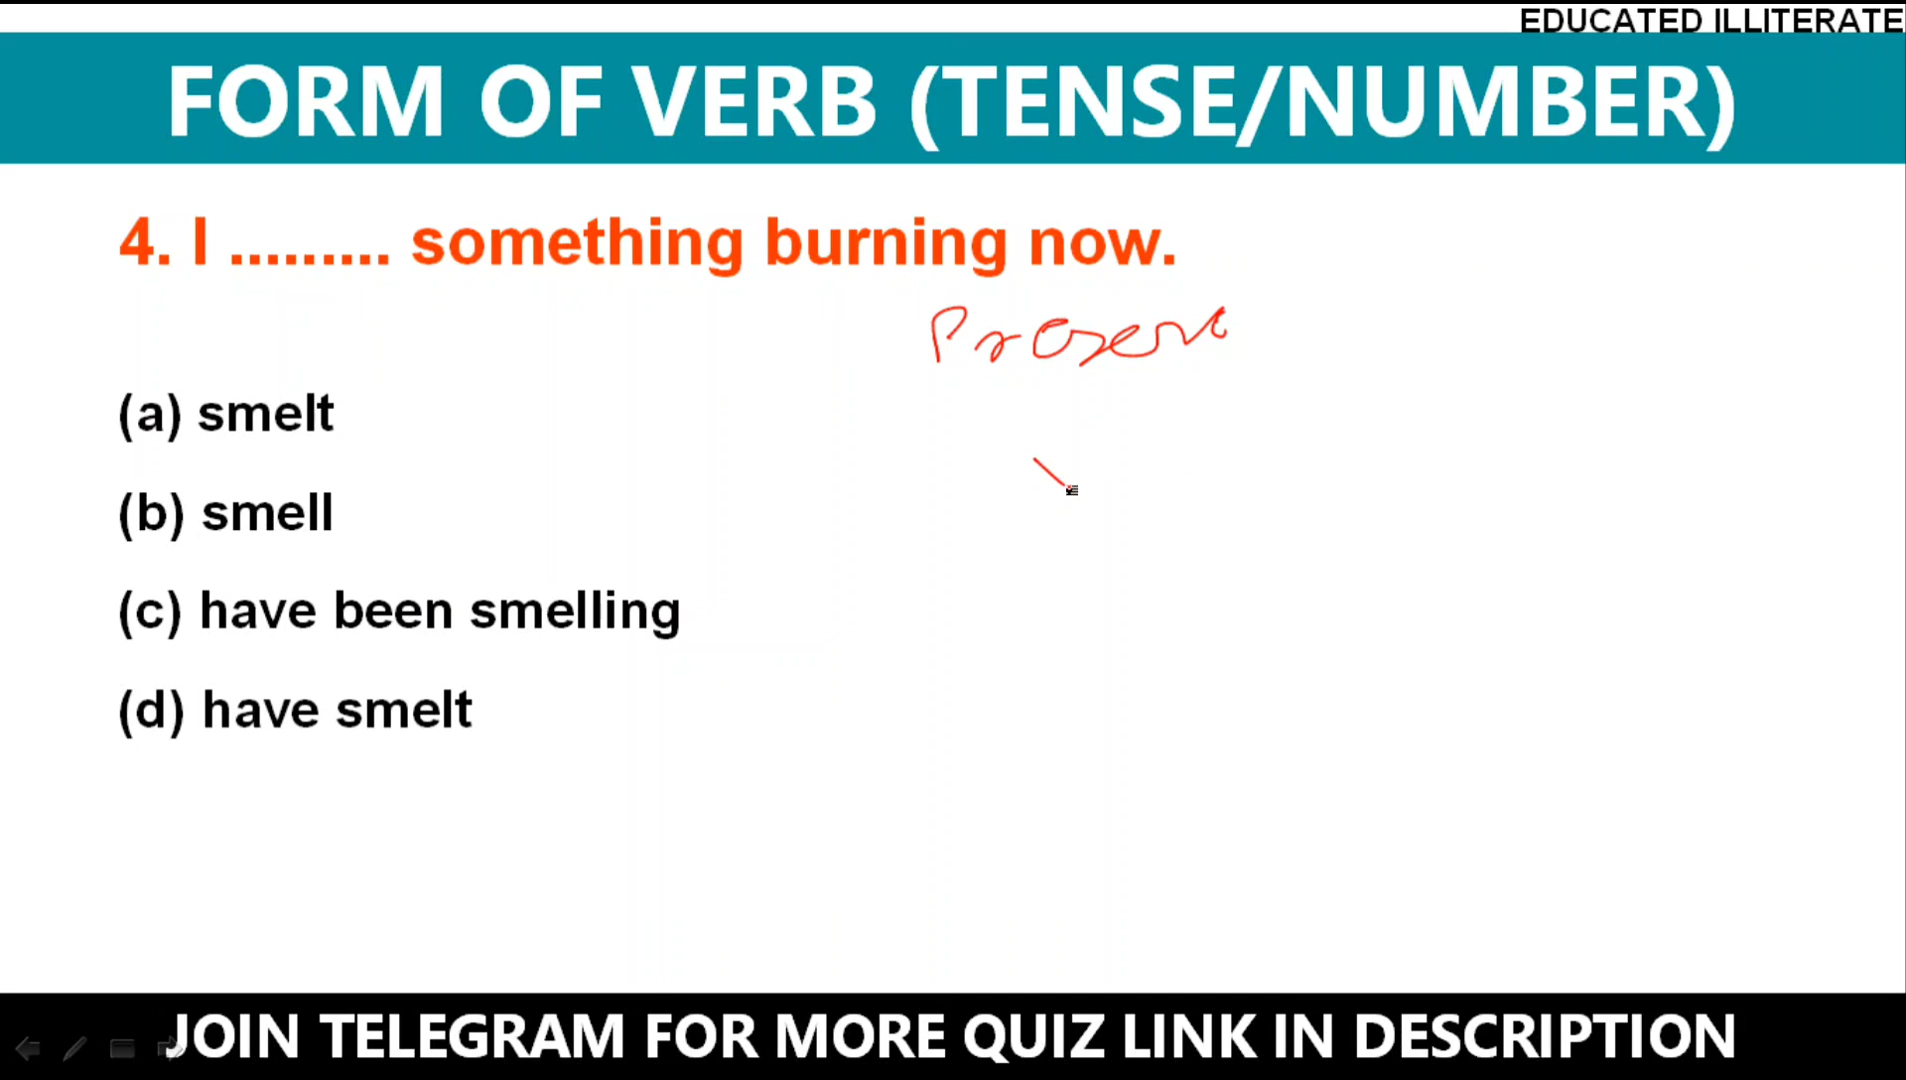 EDUCATED ILLITERATE
FORM OF VERB (TENSE/NUMBER)
4. I ......... something burning now.
Present
(a) smelt
(b) smell
(c) have been smelling
(d) have smelt
JOIN TELEGRAM FOR MORE QUIZ LINK IN DESCRIPTION